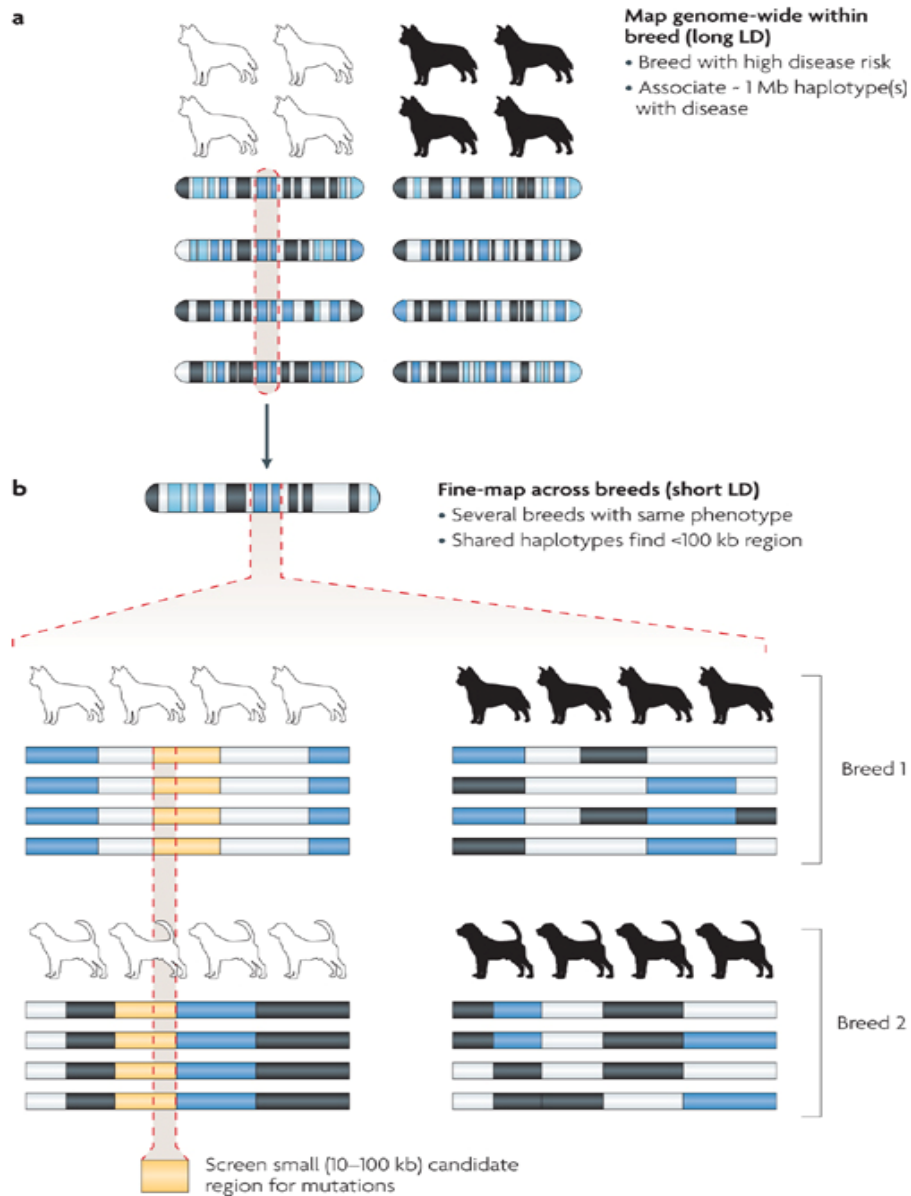 a
Map genome-wide within
breed (long LD)
• Breed with high disease risk
• Associate ~ 1 Mb haplotype(s)
with disease
b
Fine-map across breeds (short LD)
• Several breeds with same phenotype
• Shared haplotypes find <100 kb region
Breed 1
Breed 2
Screen small (10–100 kb) candidate
region for mutations